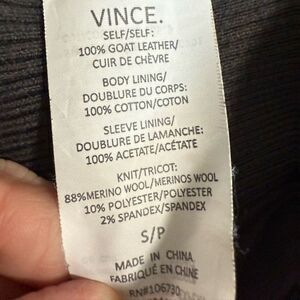 VINCE.
SELF/SELF:
100% GOAT LEATHER/
CUIR DE CHÈVRE
BODY LINING/
DOUBLURE DU CORPS:
100% COTTON/COTON
SLEEVE LINING/
DOUBLURE DE LAMANCHE:
100% ACETATE/ACÉTATE
KNIT/TRICOT:
88%MERINO WOOL/MERINOS WOOL
10% POLYESTER/POLYESTER
2% SPANDEX/SPANDEX
S/P
MADE IN CHINA
FABRIQUÉ EN CHINE
RN#106730